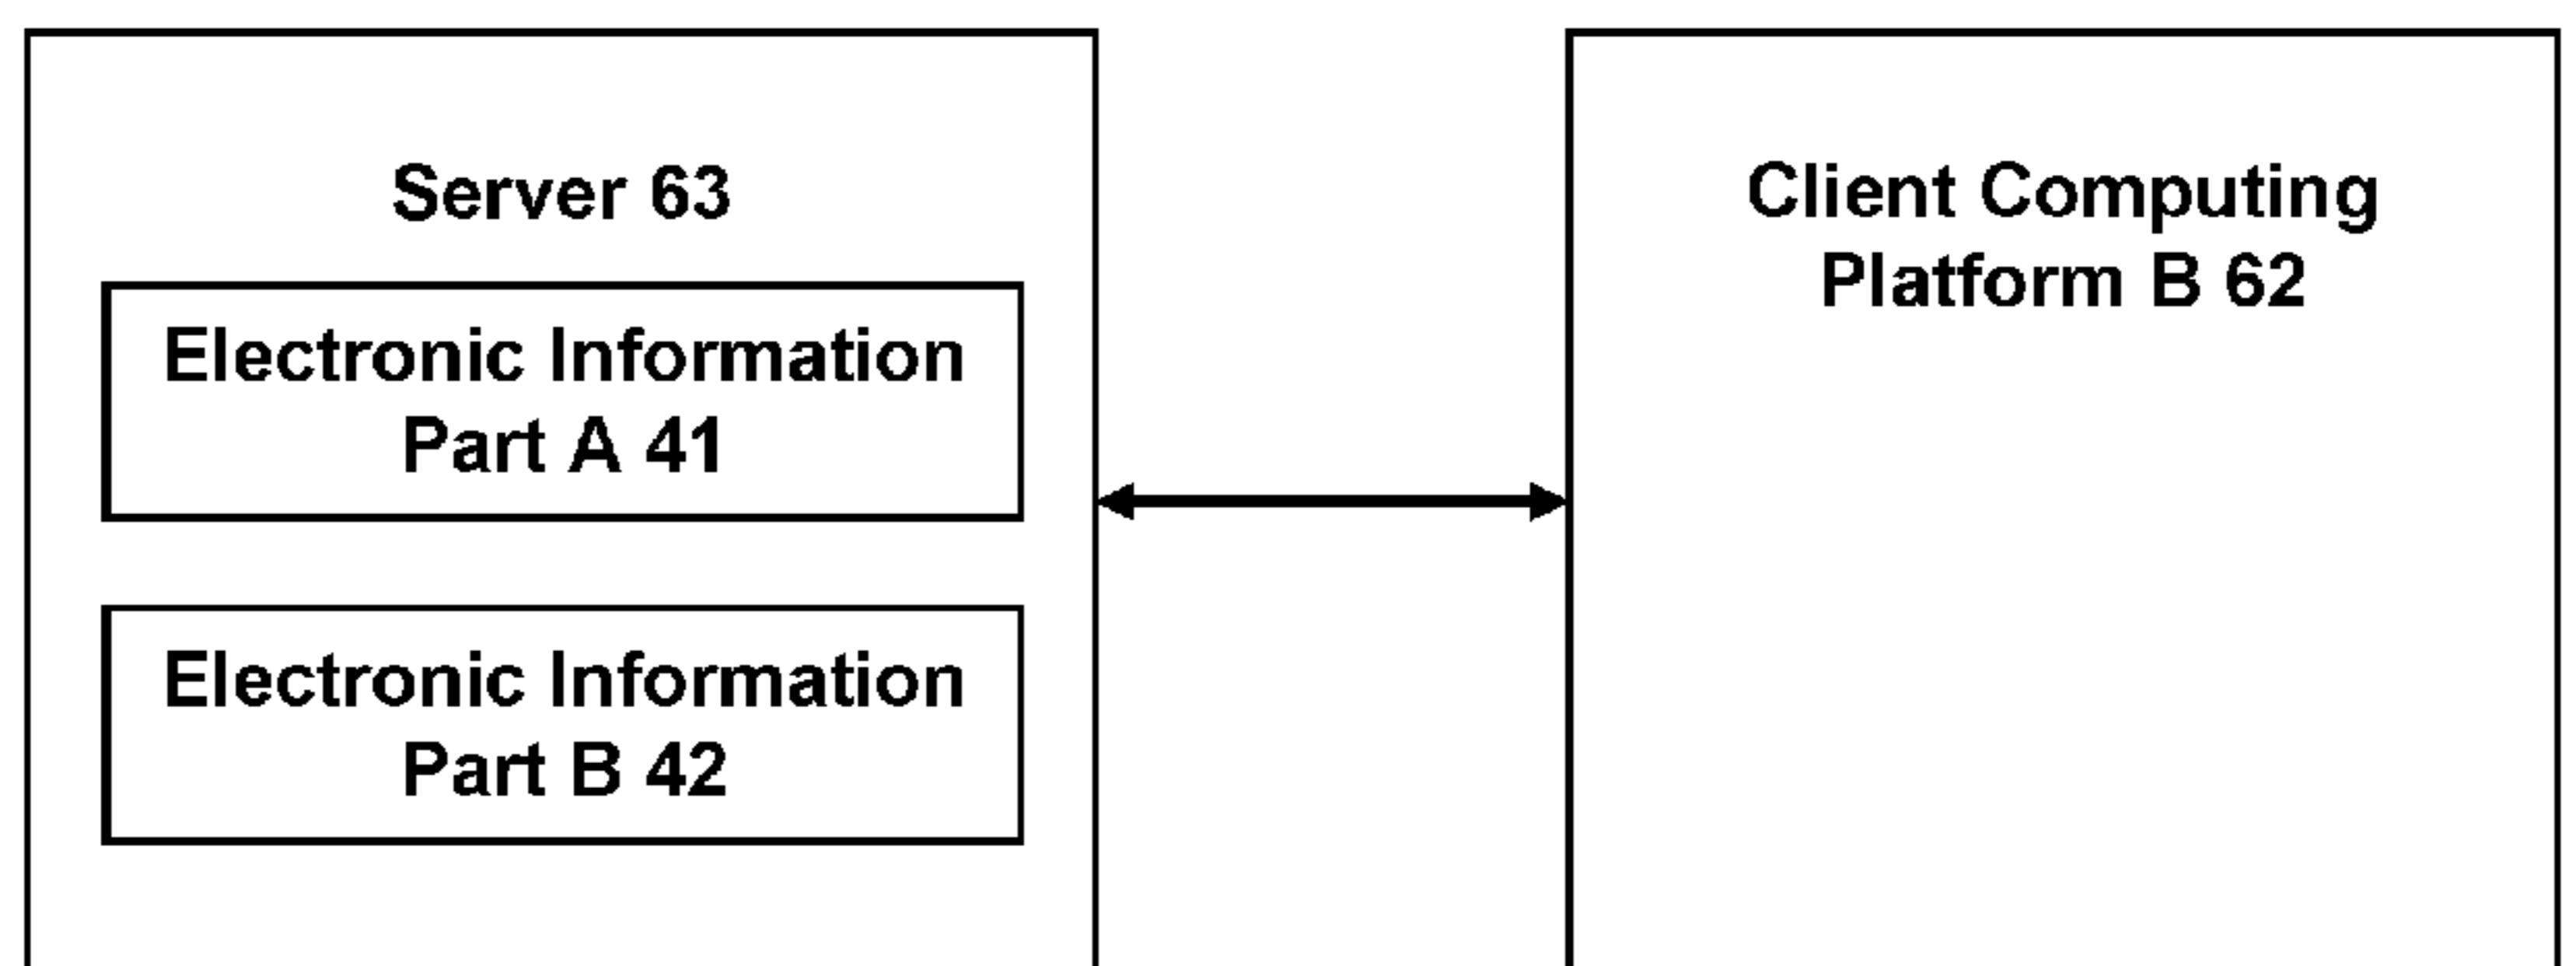 Server 63
Electronic Information
Part A 41
Electronic Information
Part B 42
Client Computing
Platform B 62